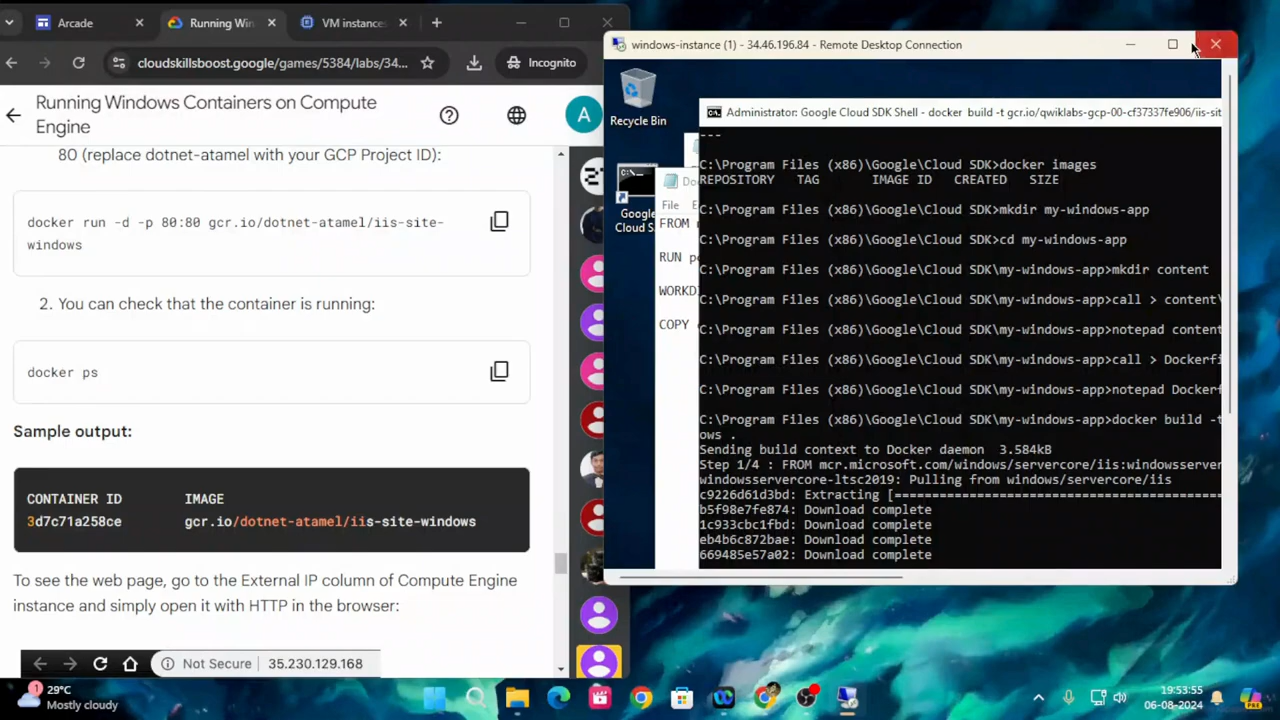 Arcade
Running Win
VM instance
cloudskillsboost.google/games/5384/labs/34...
Incognito
Running Windows Containers on Compute
Engine
A
80 (replace dotnet-atamel with your GCP Project ID):
docker run -d -p 80:80 gcr.io/dotnet-atamel/iis-site-
windows
2. You can check that the container is running:
docker ps
Sample output:
CONTAINER ID IMAGE
3d7c71a258ce gcr.io/dotnet-atamel/iis-site-windows
To see the web page, go to the External IP column of Compute Engine
instance and simply open it with HTTP in the browser:
Not Secure 35.230.129.168
windows-instance (1) - 34.46.196.84 - Remote Desktop Connection
Recycle Bin
Google
Cloud S
Do
File E
FROM
RUN p
WORKD
COPY
Administrator: Google Cloud SDK Shell - docker build -t gcr.io/qwiklabs-gcp-00-cf37337fe906/iis-sit
---
C:\Program Files (x86)\Google\Cloud SDK>docker images
REPOSITORY TAG IMAGE ID CREATED SIZE
C:\Program Files (x86)\Google\Cloud SDK>mkdir my-windows-app
C:\Program Files (x86)\Google\Cloud SDK>cd my-windows-app
C:\Program Files (x86)\Google\Cloud SDK\my-windows-app>mkdir content
C:\Program Files (x86)\Google\Cloud SDK\my-windows-app>call > content\
C:\Program Files (x86)\Google\Cloud SDK\my-windows-app>notepad content
C:\Program Files (x86)\Google\Cloud SDK\my-windows-app>call > Dockerfi
C:\Program Files (x86)\Google\Cloud SDK\my-windows-app>notepad Dockerf
C:\Program Files (x86)\Google\Cloud SDK\my-windows-app>docker build -t
ows .
Sending build context to Docker daemon 3.584kB
Step 1/4 : FROM mcr.microsoft.com/windows/servercore/iis:windowsserver
windowsservercore-ltsc2019: Pulling from windows/servercore/iis
c9226d61d3bd: Extracting [==========================================
b5f98e7fe874: Download complete
1c933cbc1fbd: Download complete
eb4b6c872bae: Download complete
669485e57a02: Download complete
1
29°C
Mostly cloudy
19:53:55
06-08-2024
PRE